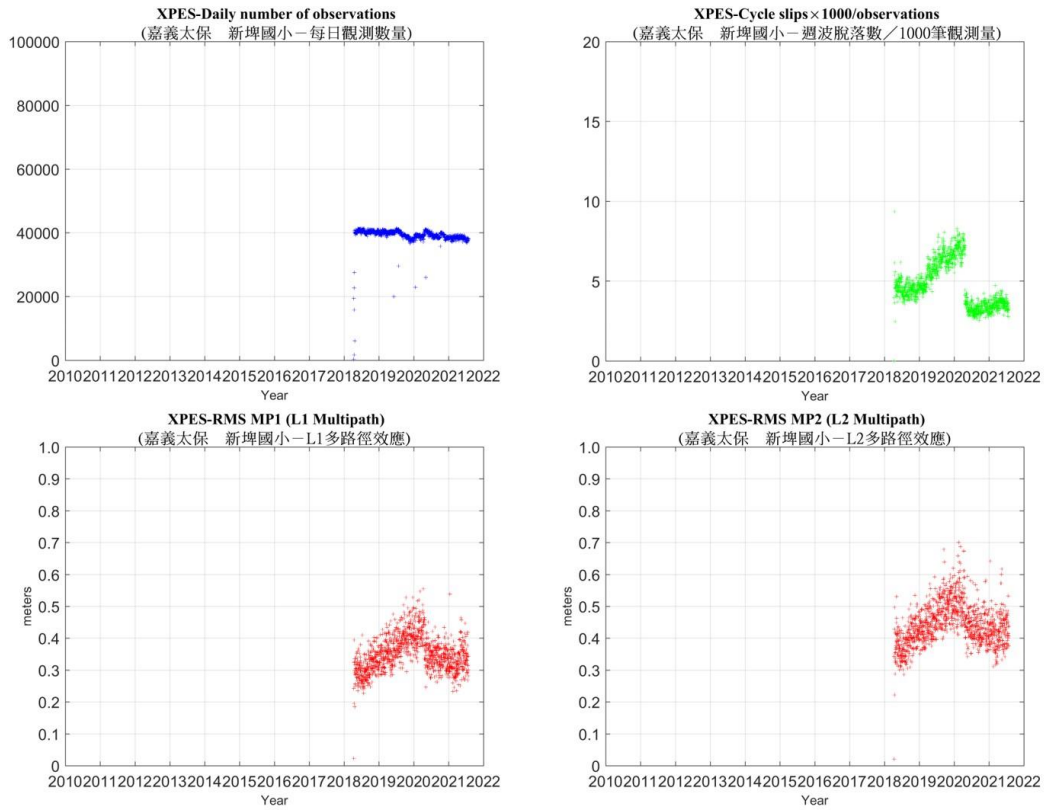 XPES-Daily number of observations
(嘉義太保 新埤國小－每日觀測數量)
100000
80000
60000
40000
20000
0
2010 2011 2012 2013 2014 2015 2016 2017 2018 2019 2020 2021 2022
Year
XPES-Cycle slips×1000/observations
(嘉義太保 新埤國小－週波脫落數／1000筆觀測量)
20
15
10
5
0
2010 2011 2012 2013 2014 2015 2016 2017 2018 2019 2020 2021 2022
Year
XPES-RMS MP1 (L1 Multipath)
(嘉義太保 新埤國小－L1多路徑效應)
meters
1.0
0.9
0.8
0.7
0.6
0.5
0.4
0.3
0.2
0.1
0
2010 2011 2012 2013 2014 2015 2016 2017 2018 2019 2020 2021 2022
Year
XPES-RMS MP2 (L2 Multipath)
(嘉義太保 新埤國小－L2多路徑效應)
meters
1.0
0.9
0.8
0.7
0.6
0.5
0.4
0.3
0.2
0.1
0
2010 2011 2012 2013 2014 2015 2016 2017 2018 2019 2020 2021 2022
Year